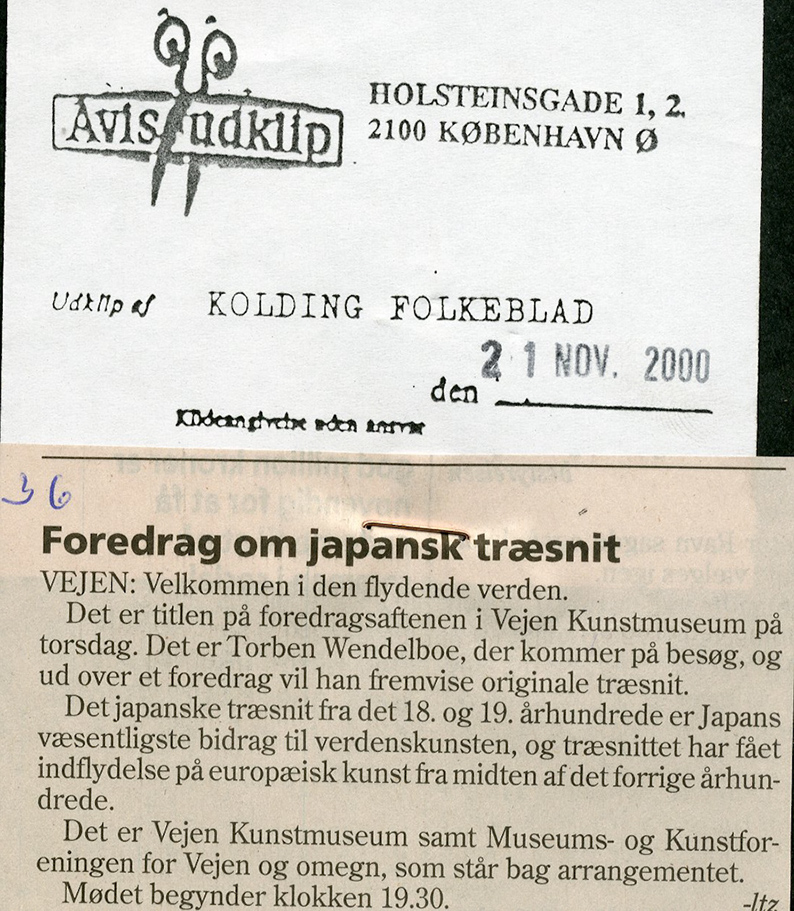 Avis udklip
HOLSTEINSGADE 1, 2.
2100 KØBENHAVN Ø
Udklip af KOLDING FOLKEBLAD
den 21 NOV. 2000
Kildeangivelse uden ansvar
36
Foredrag om japansk træsnit
VEJEN: Velkommen i den flydende verden.
Det er titlen på foredragsaftenen i Vejen Kunstmuseum på
torsdag. Det er Torben Wendelboe, der kommer på besøg, og
ud over et foredrag vil han fremvise originale træsnit.
Det japanske træsnit fra det 18. og 19. århundrede er Japans
væsentligste bidrag til verdenskunsten, og træsnittet har fået
indflydelse på europæisk kunst fra midten af det forrige århun-
drede.
Det er Vejen Kunstmuseum samt Museums- og Kunstfor-
eningen for Vejen og omegn, som står bag arrangementet.
Mødet begynder klokken 19.30. -ltz